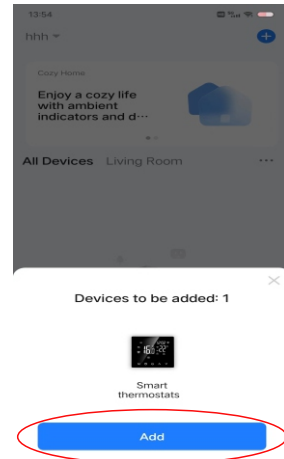 13:54
hhh
Cozy Home
Enjoy a cozy life
with ambient
indicators and d···
All Devices Living Room
Devices to be added: 1
Smart
thermostats
Add